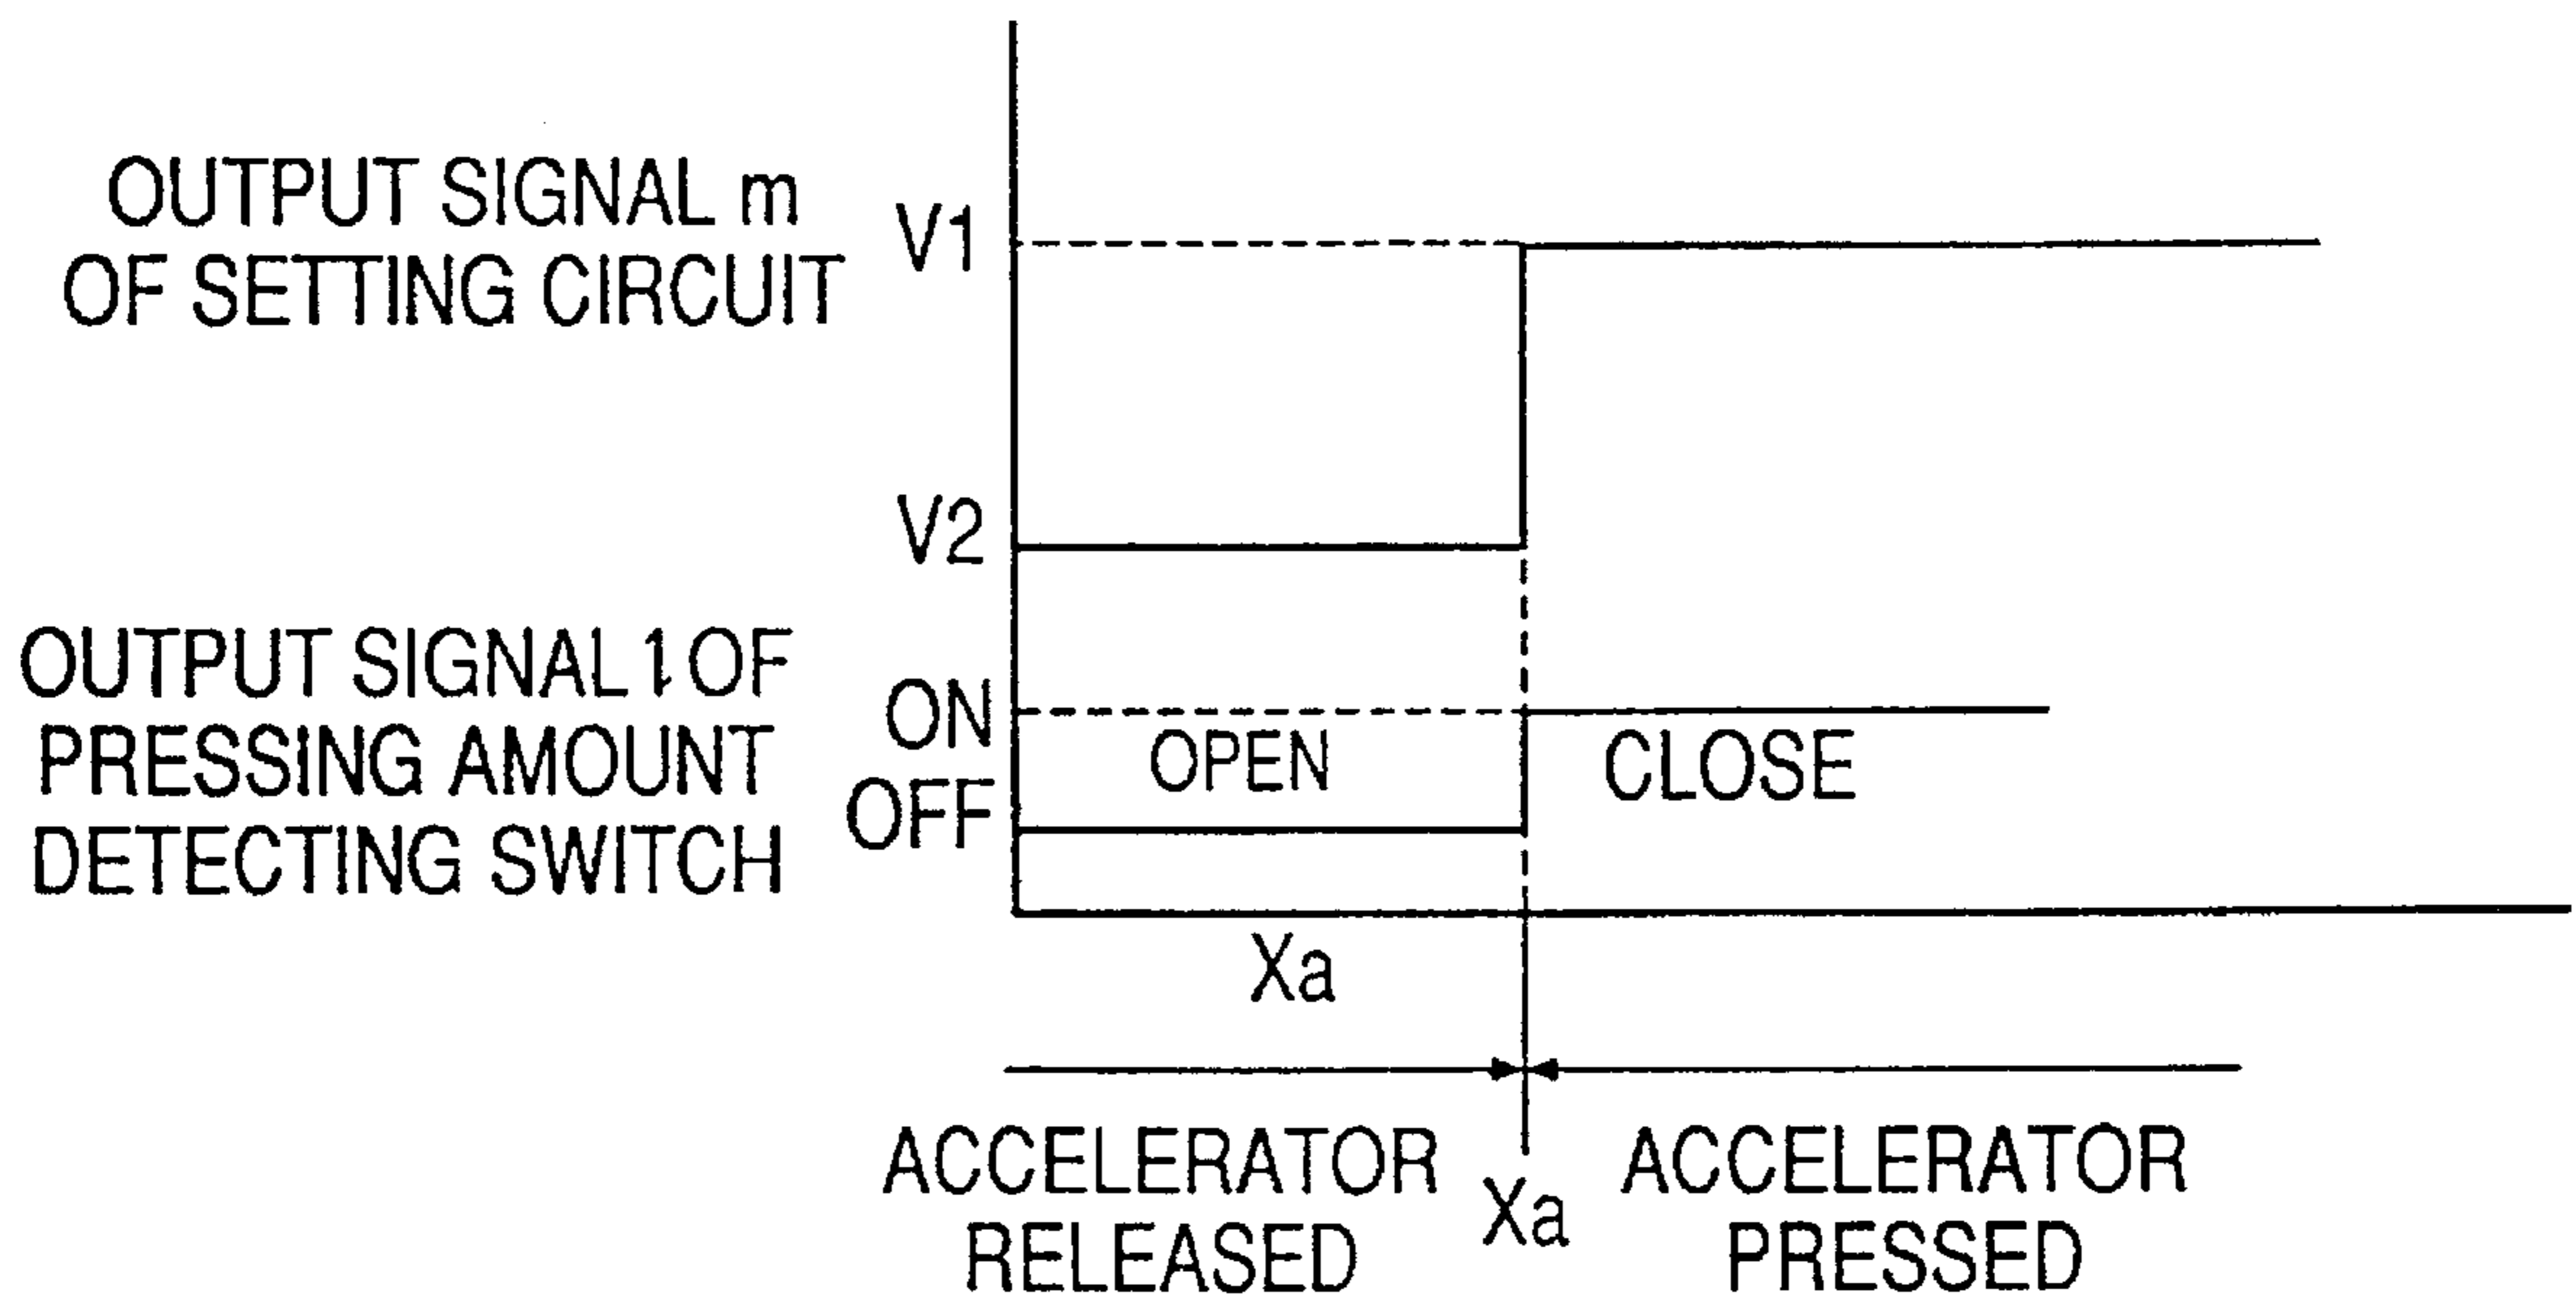 OUTPUT SIGNAL m
OF SETTING CIRCUIT
V1
V2
OUTPUT SIGNAL l OF
PRESSING AMOUNT
DETECTING SWITCH
ON
OFF
OPEN
CLOSE
Xa
ACCELERATOR
RELEASED
Xa
ACCELERATOR
PRESSED